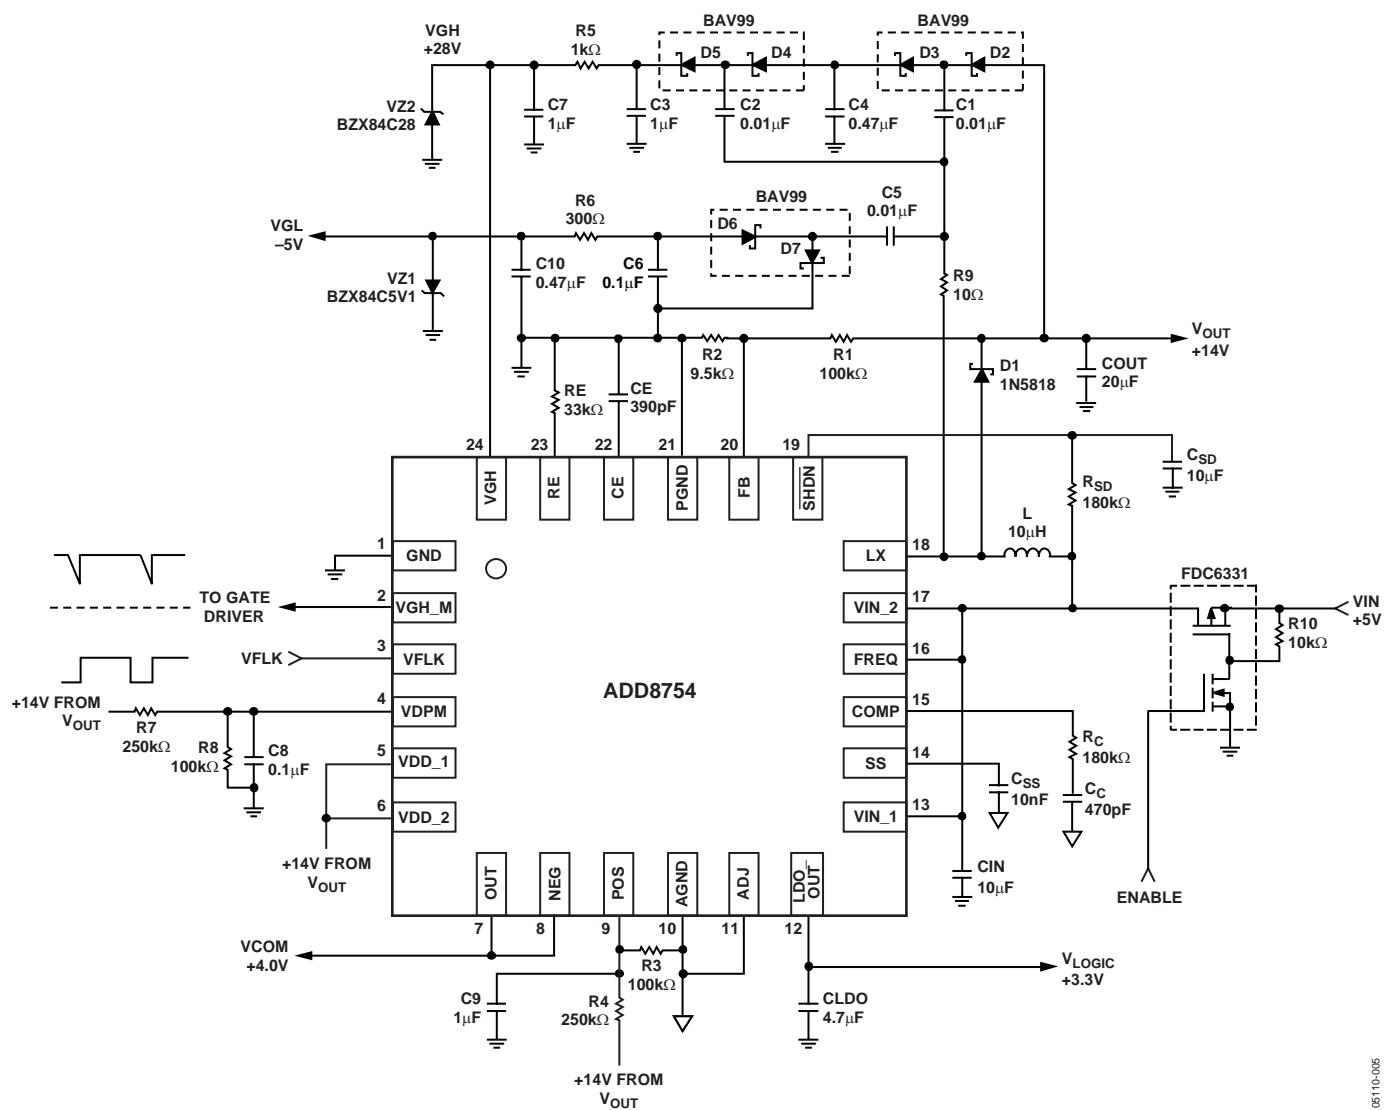 BAV99
BAV99
VGH
+28V
R5
1kΩ
D5
D4
D3
D2
VZ2
BZX84C28
C7
1µF
C3
1µF
C2
0.01µF
C4
0.47µF
C1
0.01µF
BAV99
R6
300Ω
C5
0.01µF
VGL
–5V
D6
D7
VZ1
BZX84C5V1
C10
0.47µF
C6
0.1µF
R9
10Ω
R2
9.5kΩ
R1
100kΩ
D1
1N5818
VOUT
+14V
COUT
20µF
RE
33kΩ
CE
390pF
24
23
22
21
20
19
VGH
RE
CE
PGND
FB
SHDN
CSD
10µF
RSD
180kΩ
L
10µH
1
GND
18
LX
FDC6331
TO GATE
DRIVER
2
VGH_M
17
VIN_2
VIN
+5V
R10
10kΩ
VFLK
3
VFLK
16
FREQ
ADD8754
+14V FROM
VOUT
R7
250kΩ
4
VDPM
15
COMP
R8
100kΩ
C8
0.1µF
RC
180kΩ
5
VDD_1
14
SS
CSS
10nF
CC
470pF
6
VDD_2
13
VIN_1
+14V FROM
VOUT
CIN
10µF
ENABLE
OUT
NEG
POS
AGND
ADJ
LDO_
OUT
7
8
9
10
11
12
VCOM
+4.0V
R3
100kΩ
VLOGIC
+3.3V
C9
1µF
R4
250kΩ
CLDO
4.7µF
+14V FROM
VOUT
05110-005